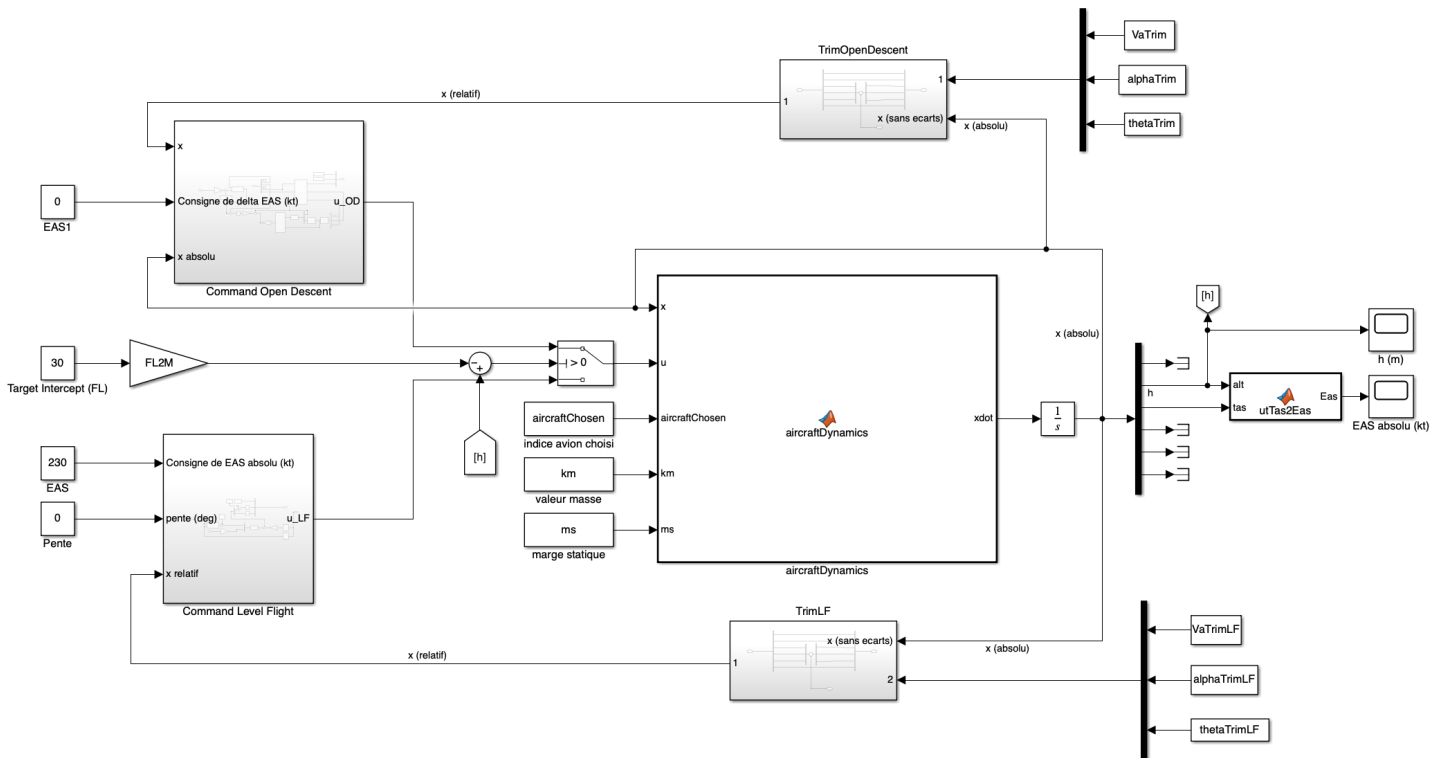 VaTrim
TrimOpenDescent
1
alphaTrim
x (relatif)
1
x (sans ecarts)
x (absolu)
thetaTrim
x
0
Consigne de delta EAS (kt)
u_OD
EAS1
x absolu
Command Open Descent
[h]
x
x (absolu)
30
FL2M
−
+
> 0
u
h (m)
Target Intercept (FL)
h
alt
tas
Eas
utTas2Eas
EAS absolu (kt)
aircraftChosen
aircraftChosen
indice avion choisi
aircraftDynamics
xdot
1
s
[h]
230
EAS
Consigne de EAS absolu (kt)
km
km
valeur masse
0
Pente
pente (deg)
u_LF
ms
ms
marge statique
x relatif
aircraftDynamics
Command Level Flight
TrimLF
VaTrimLF
x (sans ecarts)
x (absolu)
x (relatif)
1
2
alphaTrimLF
thetaTrimLF